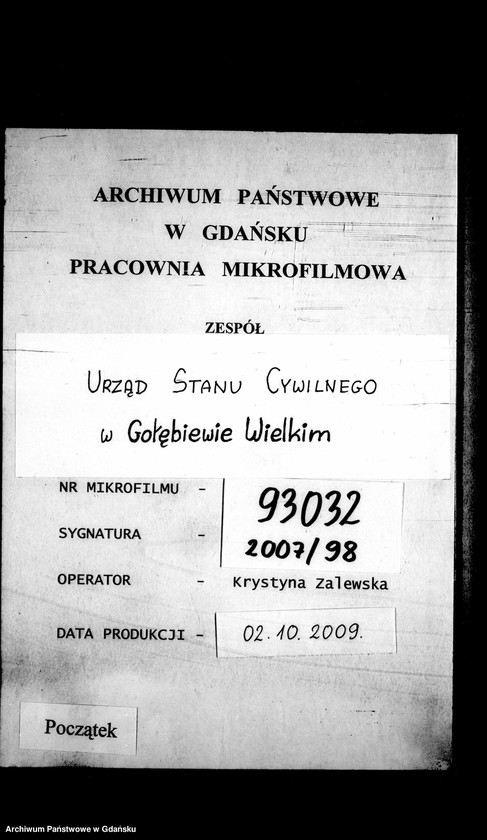 ARCHIWUM PAŃSTWOWE
W GDAŃSKU
PRACOWNIA MIKROFILMOWA
ZESPÓŁ
URZĄD STANU CYWILNEGO
w Gołębiewie Wielkim
NR MIKROFILMU - 93032
SYGNATURA - 2007/98
OPERATOR - Krystyna Zalewska
DATA PRODUKCJI - 02.10.2009.
Początek
Archiwum Państwowe w Gdańsku